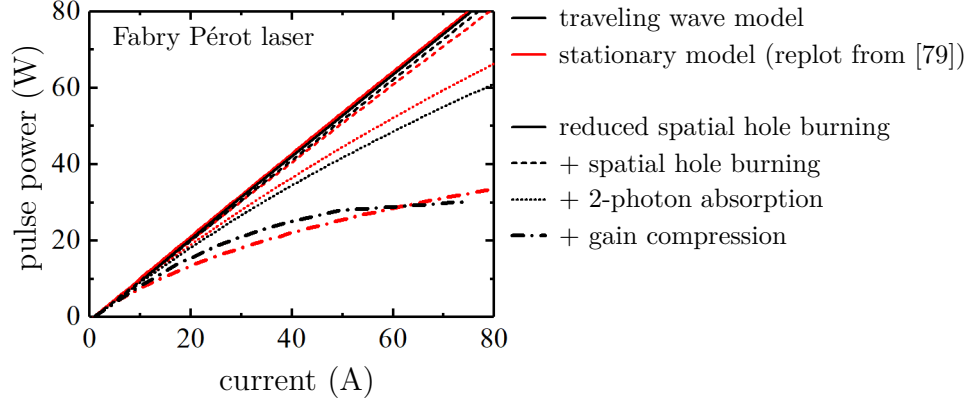 80
60
40
20
0
pulse power (W)
Fabry Pérot laser
0 20 40 60 80
current (A)
traveling wave model
stationary model (replot from [79])
reduced spatial hole burning
+ spatial hole burning
+ 2-photon absorption
+ gain compression